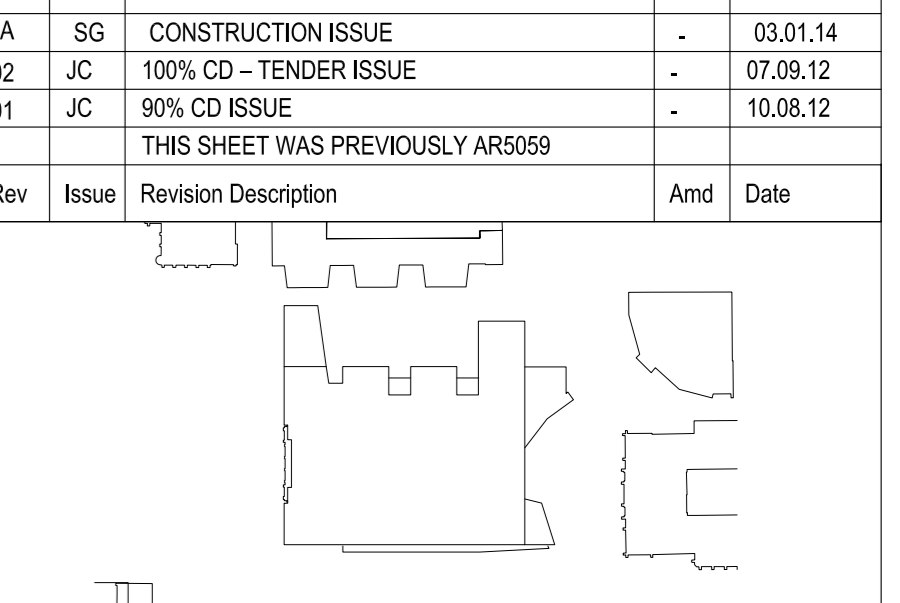 A SG CONSTRUCTION ISSUE - 03.01.14
02 JC 100% CD – TENDER ISSUE - 07.09.12
01 JC 90% CD ISSUE - 10.08.12
THIS SHEET WAS PREVIOUSLY AR5059
Rev Issue Revision Description Amd Date